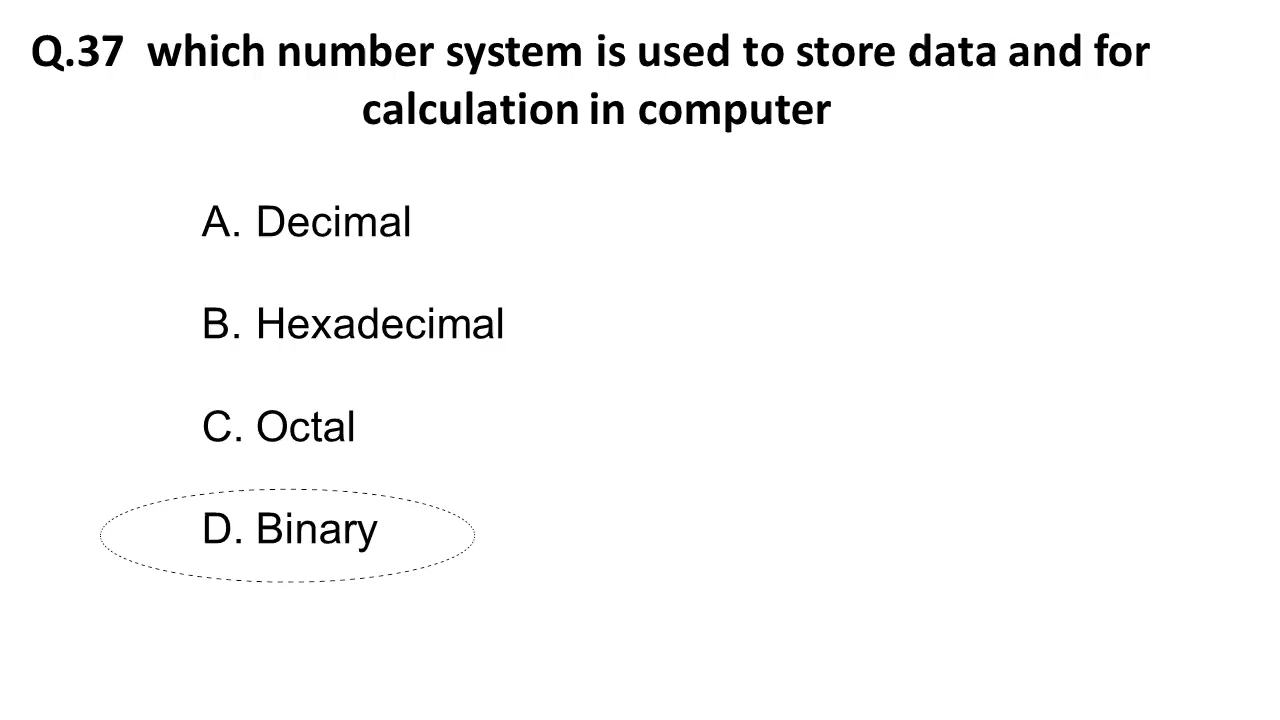 Q.37 which number system is used to store data and for
calculation in computer
A. Decimal
B. Hexadecimal
C. Octal
D. Binary